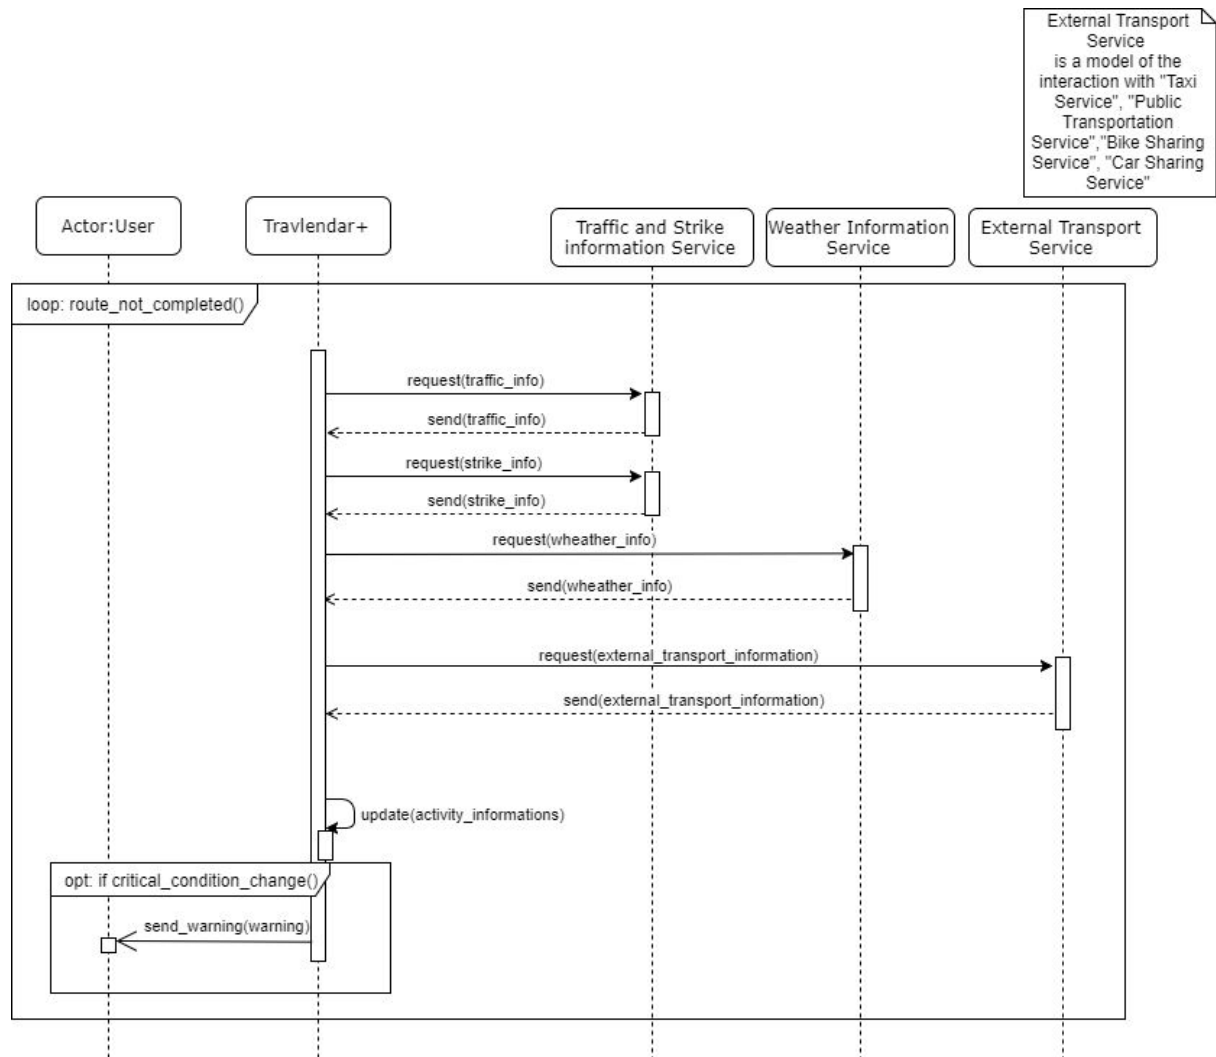 External Transport
Service
is a model of the
interaction with "Taxi
Service", "Public
Transportation
Service","Bike Sharing
Service", "Car Sharing
Service"
Actor:User
Travlendar+
Traffic and Strike
information Service
Weather Information
Service
External Transport
Service
loop: route_not_completed()
request(traffic_info)
send(traffic_info)
request(strike_info)
send(strike_info)
request(wheather_info)
send(wheather_info)
request(external_transport_information)
send(external_transport_information)
update(activity_informations)
opt: if critical_condition_change()
send_warning(warning)